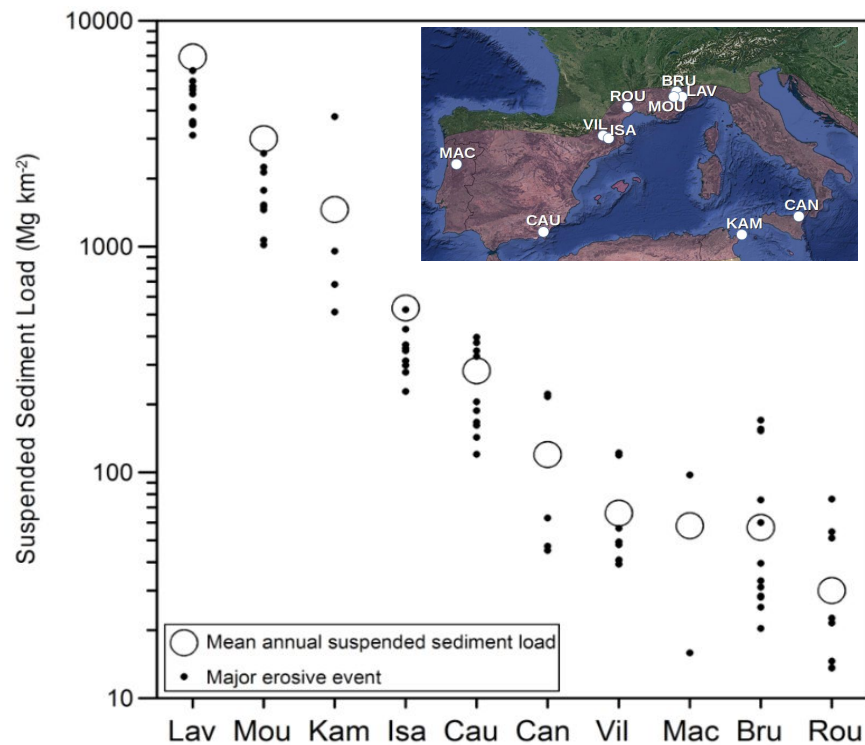 10000
1000
100
10
Suspended Sediment Load (Mg km-2)
BRU
LAV
ROU
MOU
VIL
ISA
MAC
CAU
KAM
CAN
Mean annual suspended sediment load
Major erosive event
Lav Mou Kam Isa Cau Can Vil Mac Bru Rou